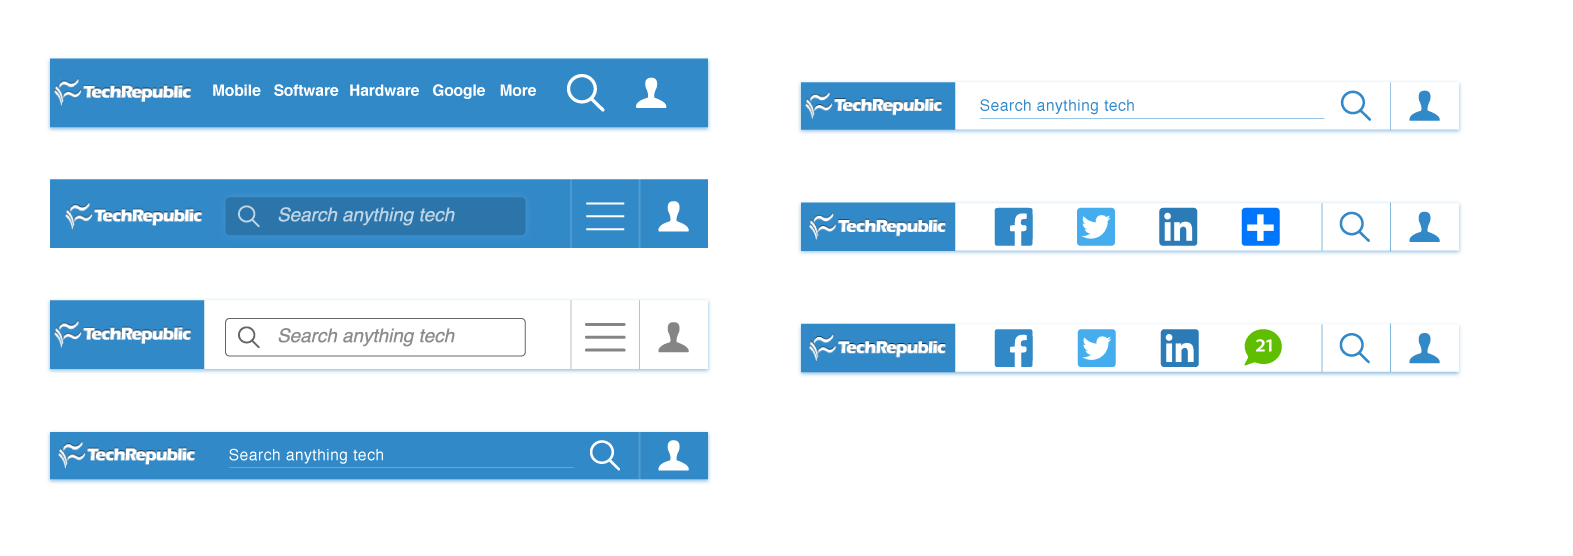 TechRepublic Mobile Software Hardware Google More
TechRepublic Search anything tech
TechRepublic Search anything tech
TechRepublic Search anything tech
TechRepublic Search anything tech
TechRepublic f in
TechRepublic f in 21